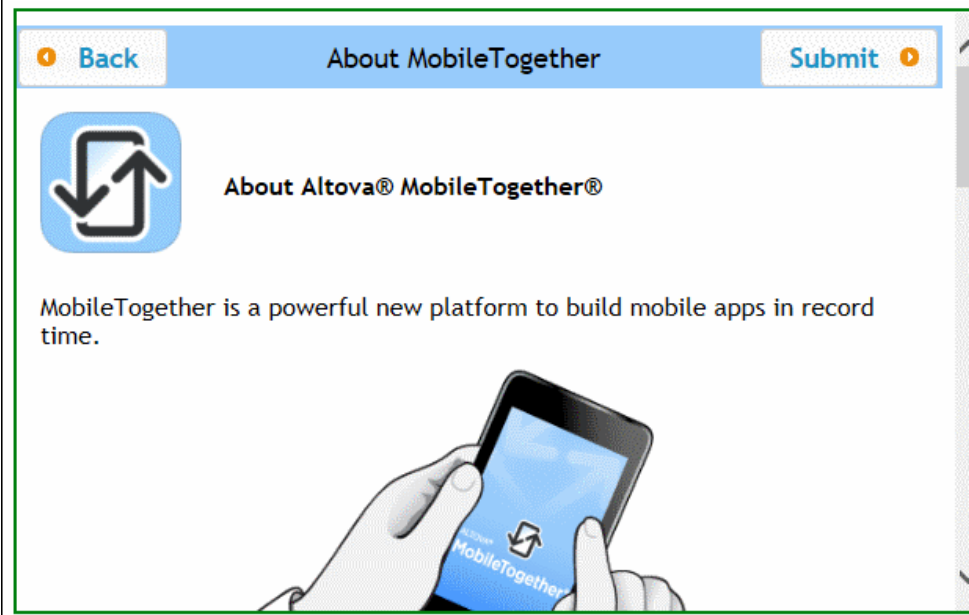 Back
About MobileTogether
Submit
About Altova® MobileTogether®
MobileTogether is a powerful new platform to build mobile apps in record
time.
ALTOVA®
MobileTogether®